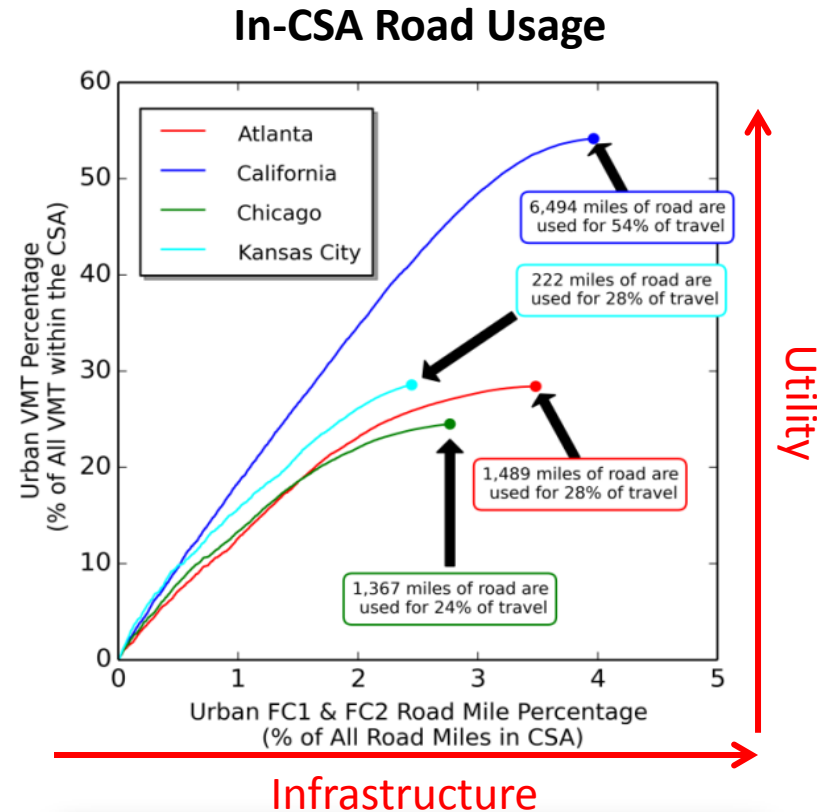 In-CSA Road Usage
60
50
40
30
20
10
0
0
1
2
3
4
5
Atlanta
California
Chicago
Kansas City
6,494 miles of road are
used for 54% of travel
222 miles of road are
used for 28% of travel
1,489 miles of road are
used for 28% of travel
1,367 miles of road are
used for 24% of travel
Urban VMT Percentage
(% of All VMT within the CSA)
Urban FC1 & FC2 Road Mile Percentage
(% of All Road Miles in CSA)
Utility
Infrastructure